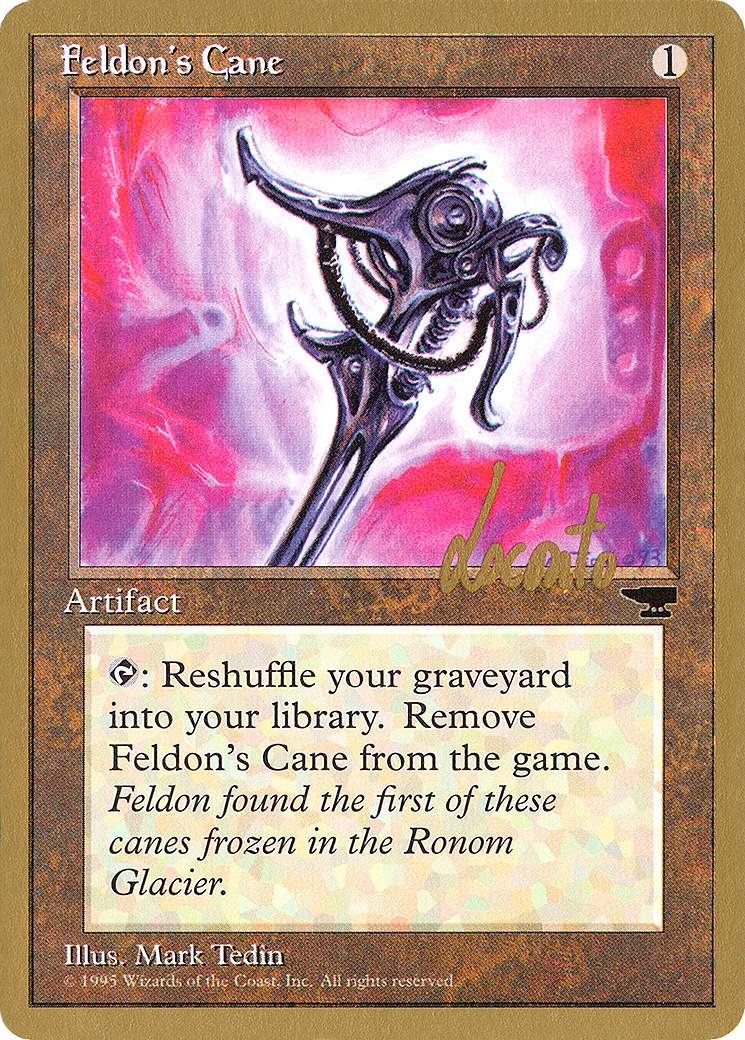 Feldon's Cane 1
Loconto
Artifact
: Reshuffle your graveyard
into your library. Remove
Feldon's Cane from the game.
Feldon found the first of these
canes frozen in the Ronom
Glacier.
Illus. Mark Tedin
© 1995 Wizards of the Coast, Inc. All rights reserved.